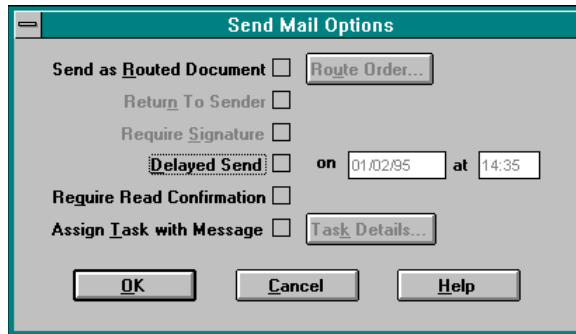 Send Mail Options
Send as Routed Document Route Order...
Return To Sender
Require Signature
Delayed Send on 01/02/95 at 14:35
Require Read Confirmation
Assign Task with Message Task Details...
OK Cancel Help